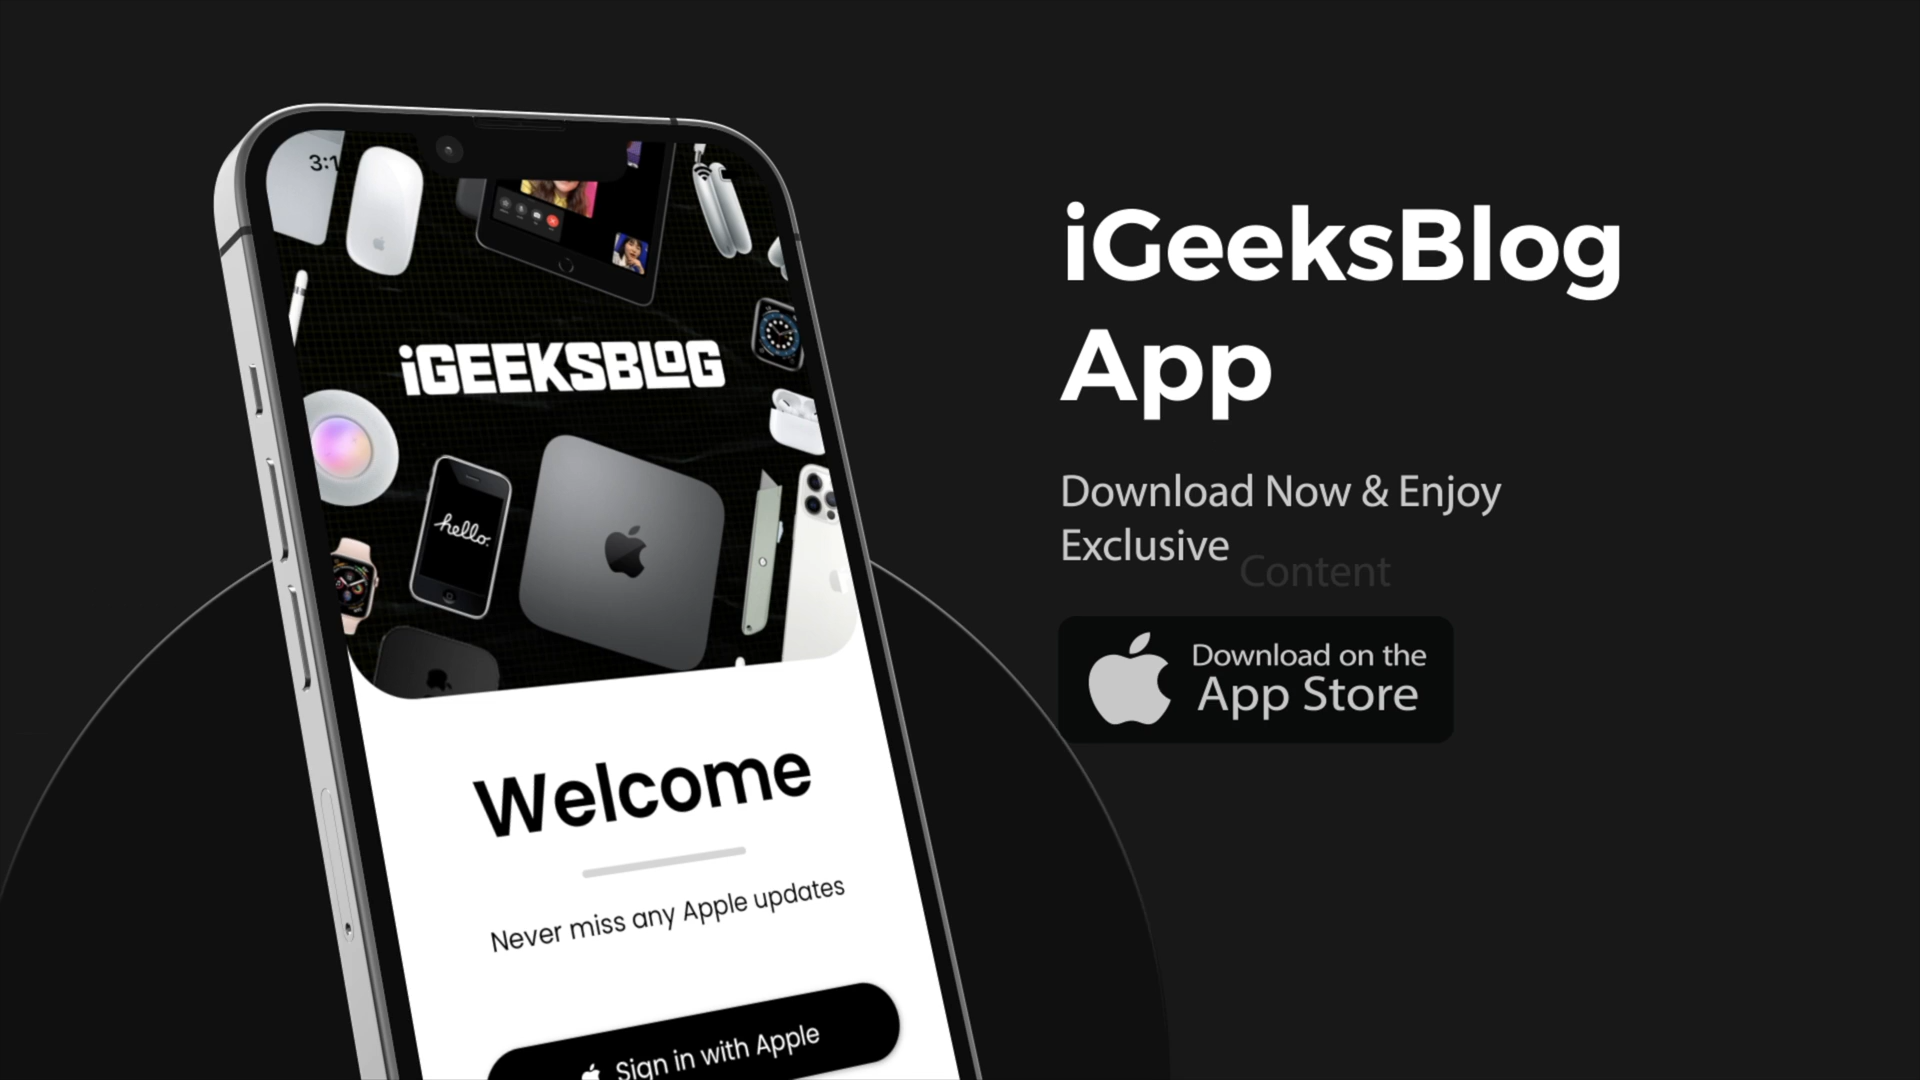 3:1
iGEEKSBLOG
hello.
Welcome
Never miss any Apple updates
Sign in with Apple
iGeeksBlog
App
Download Now & Enjoy
Exclusive Content
Download on the
App Store